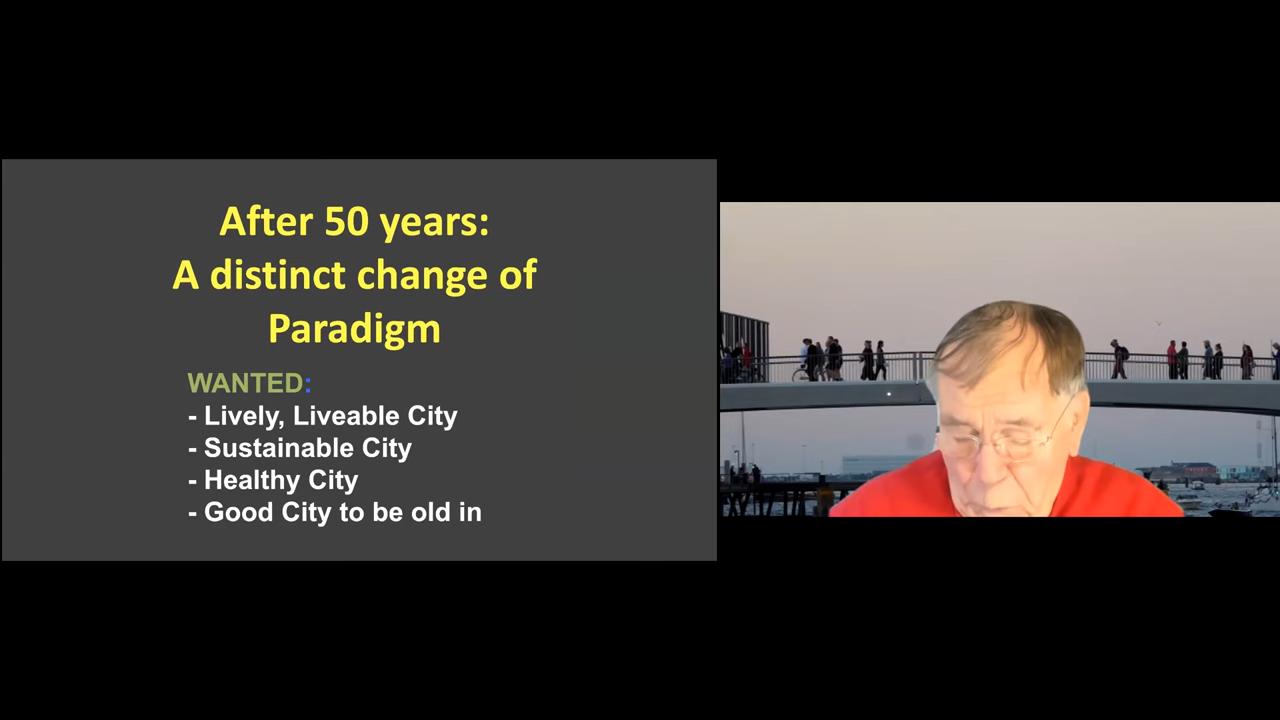 After 50 years:
A distinct change of
Paradigm
WANTED:
- Lively, Liveable City
- Sustainable City
- Healthy City
- Good City to be old in